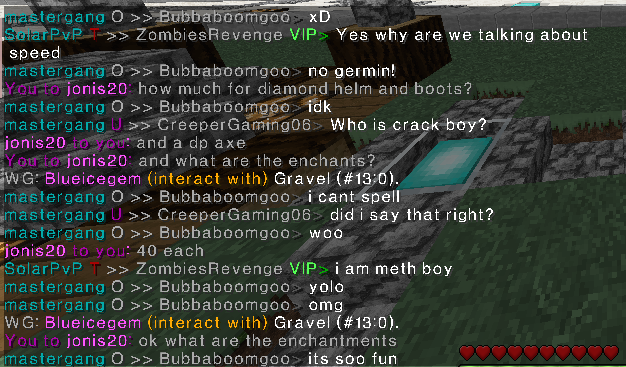 mastergang O >> Bubbaboomgoo> xD
SolarPvP T >> ZombiesRevenge VIP> Yes why are we talking about
speed
mastergang O >> Bubbaboomgoo> no germin!
You to jonis20: how much for diamond helm and boots?
mastergang O >> Bubbaboomgoo> idk
mastergang U >> CreeperGaming06> Who is crack boy?
jonis20 to you: and a dp axe
You to jonis20: and what are the enchants?
WG: Blueicegem (interact with) Gravel (#13:0).
mastergang O >> Bubbaboomgoo> i cant spell
mastergang U >> CreeperGaming06> did i say that right?
mastergang O >> Bubbaboomgoo> woo
jonis20 to you: 40 each
SolarPvP T >> ZombiesRevenge VIP> i am meth boy
mastergang O >> Bubbaboomgoo> yolo
mastergang O >> Bubbaboomgoo> omg
WG: Blueicegem (interact with) Gravel (#13:0).
You to jonis20: ok what are the enchantments
mastergang O >> Bubbaboomgoo> its soo fun